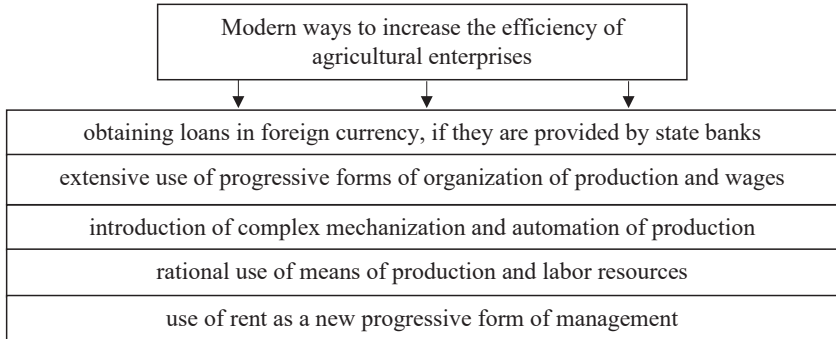 Modern ways to increase the efficiency of
agricultural enterprises
obtaining loans in foreign currency, if they are provided by state banks
extensive use of progressive forms of organization of production and wages
introduction of complex mechanization and automation of production
rational use of means of production and labor resources
use of rent as a new progressive form of management